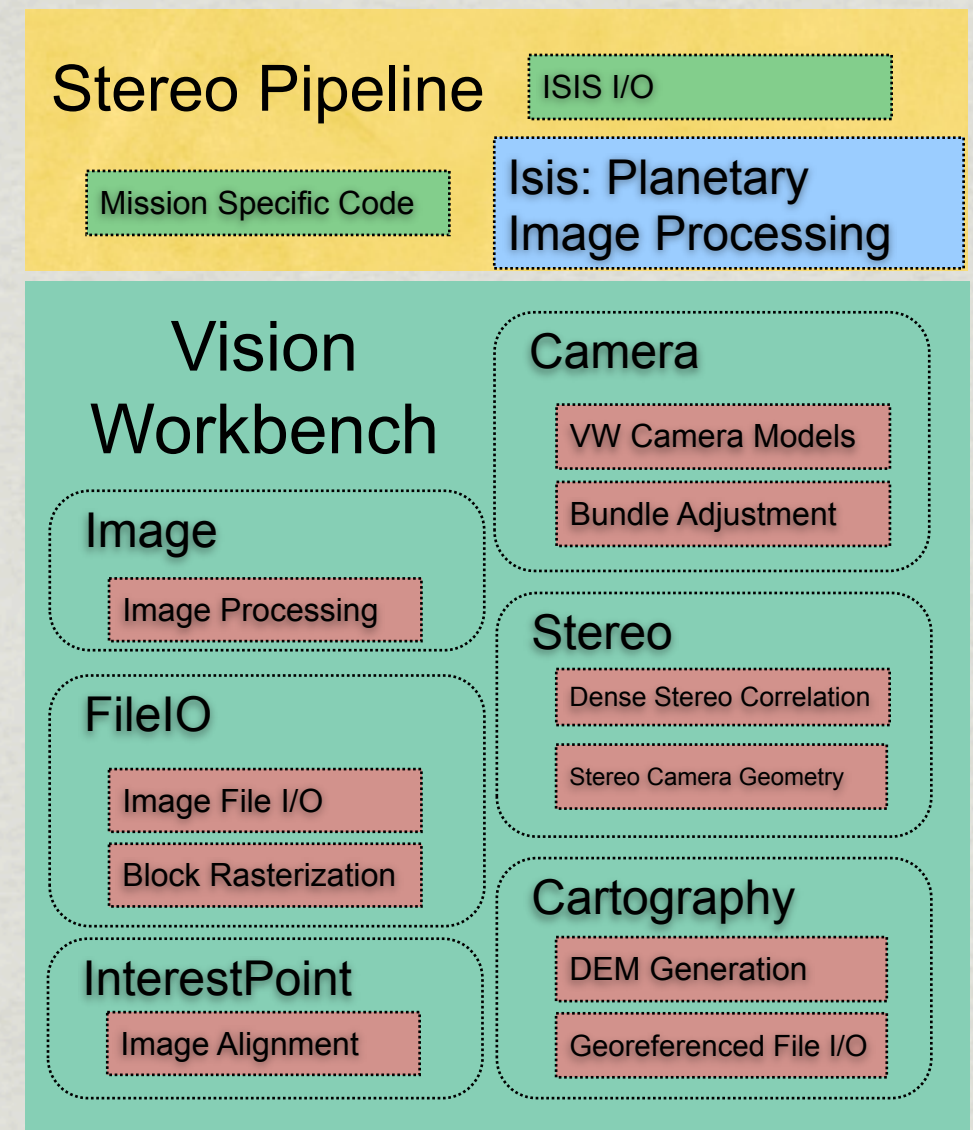 Stereo Pipeline
ISIS I/O
Mission Specific Code
Isis: Planetary
Image Processing
Vision
Workbench
Image
Image Processing
FileIO
Image File I/O
Block Rasterization
InterestPoint
Image Alignment
Camera
VW Camera Models
Bundle Adjustment
Stereo
Dense Stereo Correlation
Stereo Camera Geometry
Cartography
DEM Generation
Georeferenced File I/O